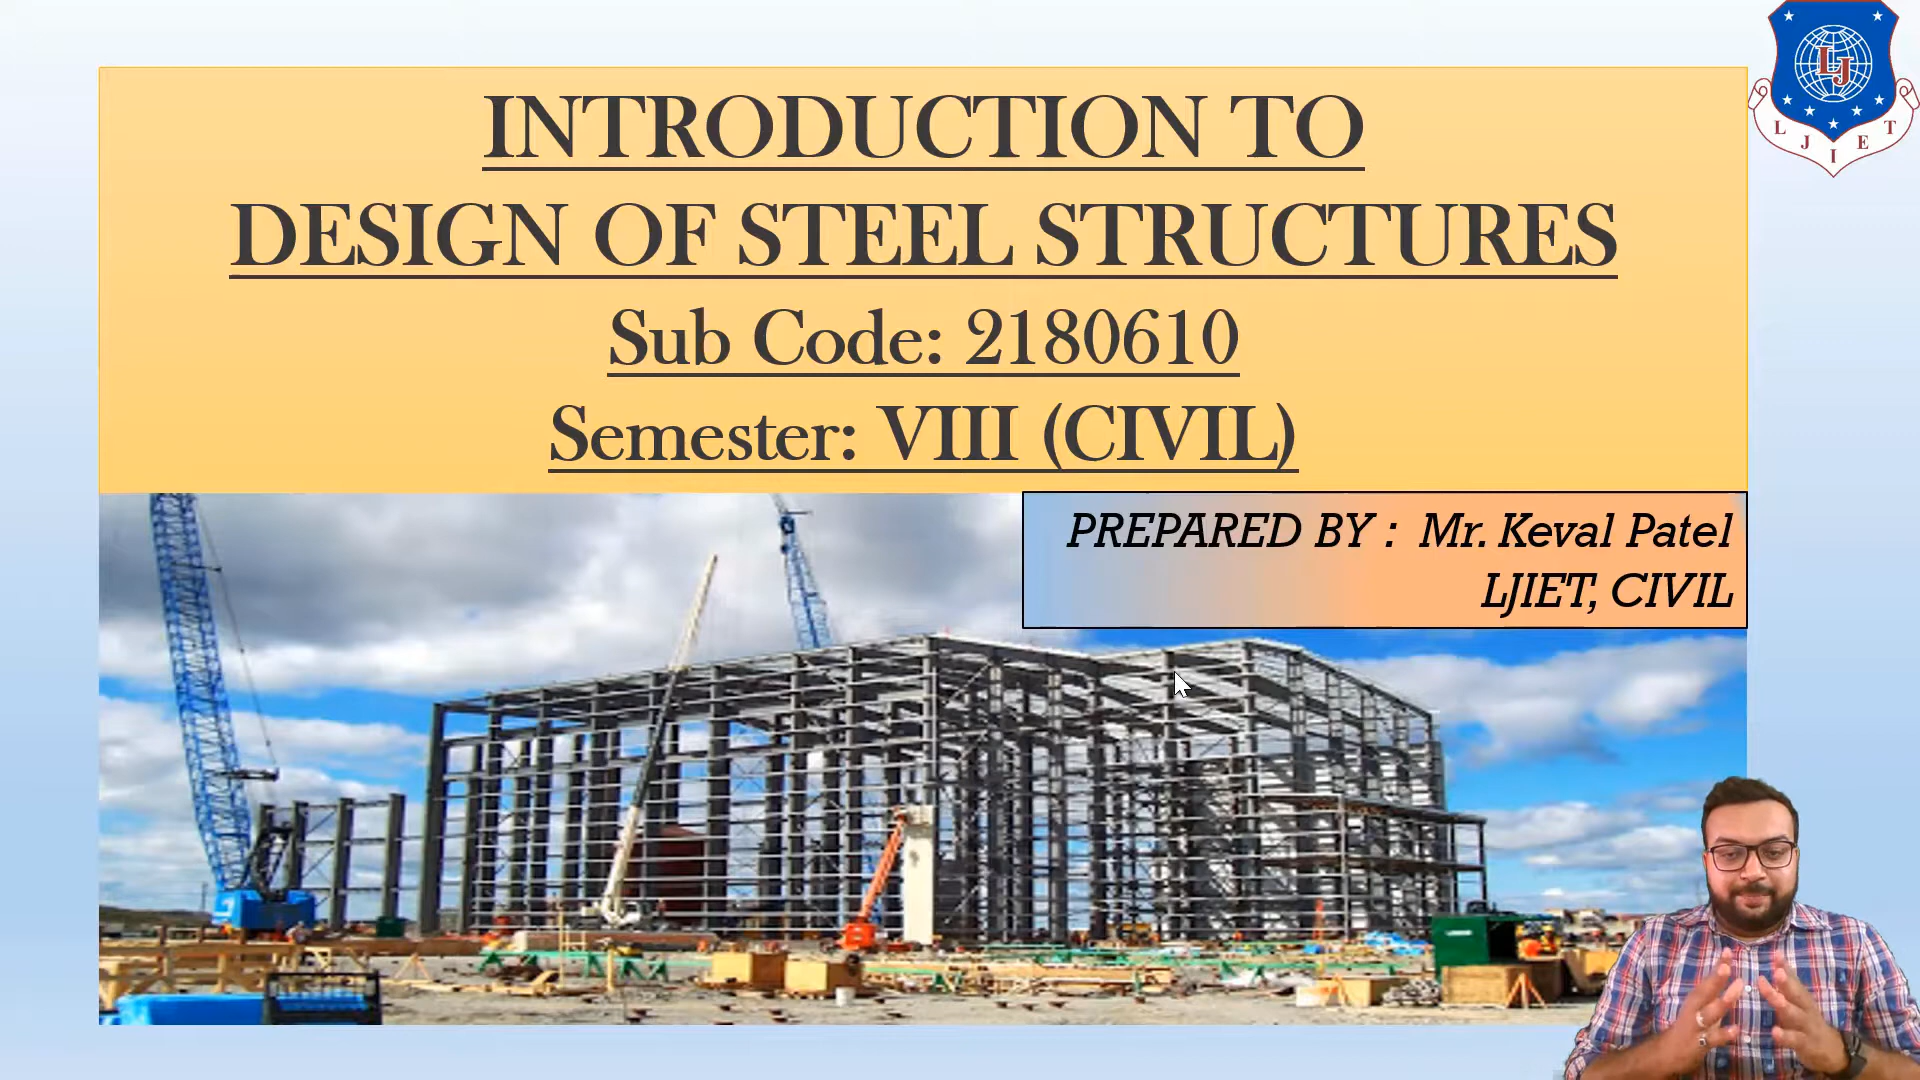 INTRODUCTION TO
DESIGN OF STEEL STRUCTURES
Sub Code: 2180610
Semester: VIII (CIVIL)
PREPARED BY : Mr. Keval Patel
LJIET, CIVIL
LJ
L J I E T